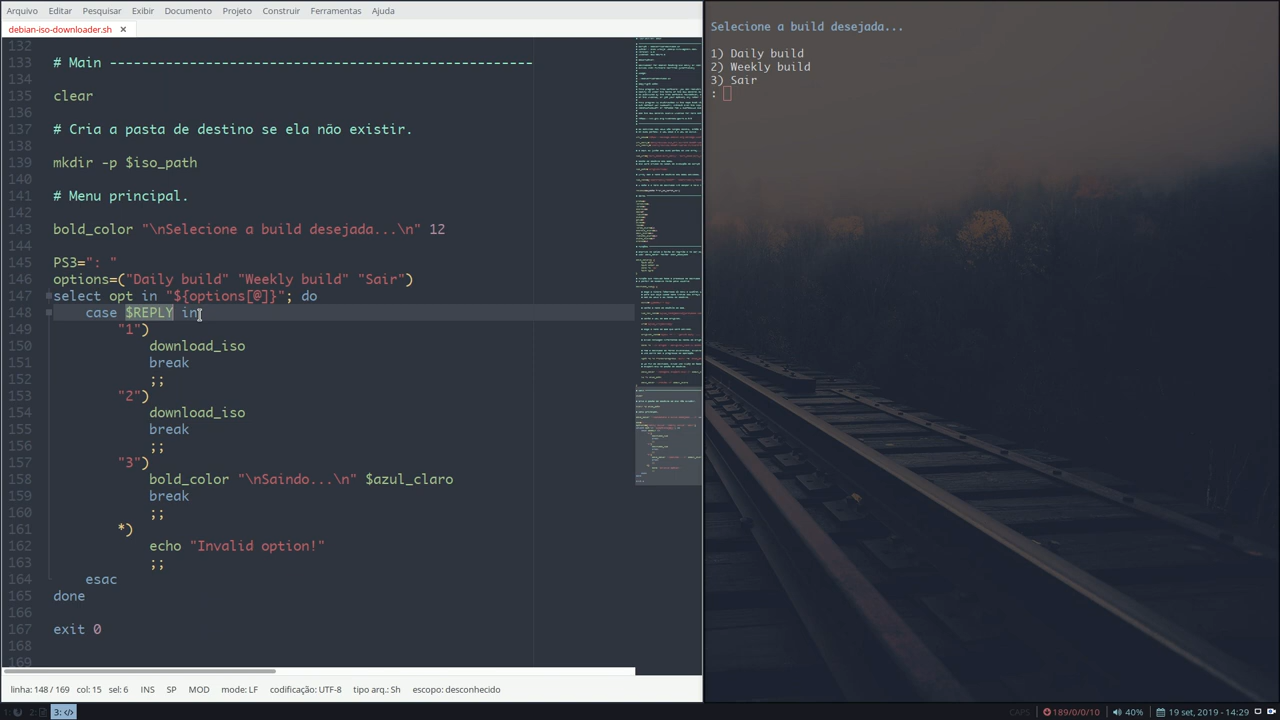 Arquivo Editar Pesquisar Exibir Documento Projeto Construir Ferramentas Ajuda
debian-iso-downloader.sh
132
133 # Main -----------------------------------------------------
134
135 clear
136
137 # Cria a pasta de destino se ela não existir.
138
139 mkdir -p $iso_path
140
141 # Menu principal.
142
143 bold_color "\nSelecione a build desejada...\n" 12
144
145 PS3=": "
146 options=("Daily build" "Weekly build" "Sair")
147 select opt in "${options[@]}"; do
148 case $REPLY in
149 "1")
150 download_iso
151 break
152 ;;
153 "2")
154 download_iso
155 break
156 ;;
157 "3")
158 bold_color "\nSaindo...\n" $azul_claro
159 break
160 ;;
161 *)
162 echo "Invalid option!"
163 ;;
164 esac
165 done
166
167 exit 0
168
169
linha: 148 / 169 col: 15 sel: 6 INS SP MOD mode: LF codificação: UTF-8 tipo arq.: Sh escopo: desconhecido
Selecione a build desejada...
1) Daily build
2) Weekly build
3) Sair
:
1: 2: 3: </> CAPS 189/0/0/10 40% 19 set, 2019 - 14:29